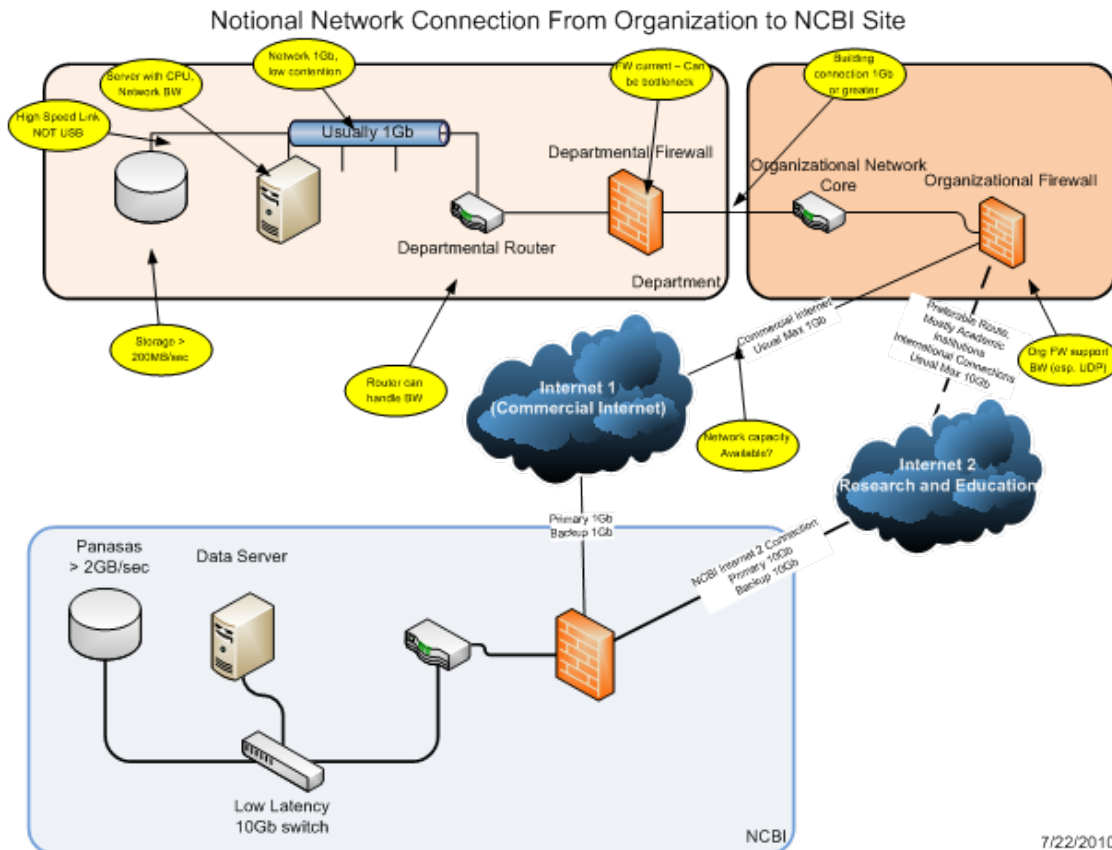 Notional Network Connection From Organization to NCBI Site
Network 1Gb,
low contention
FW current – Can
be bottleneck
Building
connection 1Gb
or greater
Server with CPU,
Network BW
High Speed Link
NOT USB
Usually 1Gb
Departmental Firewall
Organizational Network
Core
Organizational Firewall
Departmental Router
Department
Storage >
200MB/sec
Router can
handle BW
Commercial Internet
Usual Max 1Gb
Preferable Route,
Mostly Academic
Institutions
International Connections
Usual Max 10Gb
Org FW support
BW (esp. UDP)
Internet 1
(Commercial Internet)
Network capacity
Available?
Internet 2
Research and Education
Primary 1Gb
Backup 1Gb
NCBI Internet 2 Connection
Primary 10Gb
Backup 10Gb
Panasas
> 2GB/sec
Data Server
Low Latency
10Gb switch
NCBI
7/22/2010